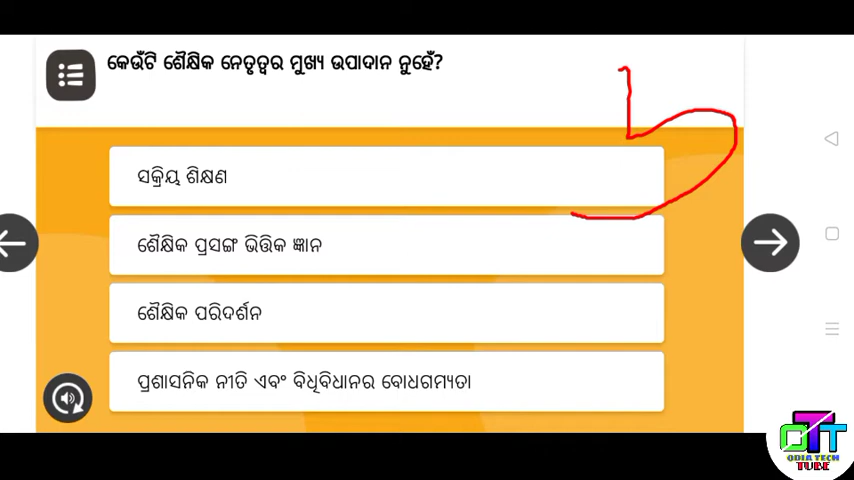 କେଉଁଟି ଶୈକ୍ଷିକ ନେତୃତ୍ୱର ମୁଖ୍ୟ ଉପାଦାନ ନୁହେଁ?
ସକ୍ରିୟ ଶିକ୍ଷଣ
ଶୈକ୍ଷିକ ପ୍ରସଙ୍ଗ ଭିତ୍ତିକ ଜ୍ଞାନ
ଶୈକ୍ଷିକ ପରିଦର୍ଶନ
ପ୍ରଶାସନିକ ନୀତି ଏବଂ ବିଧିବିଧାନର ବୋଧଗମ୍ୟତା
OTT
ODIA TECH
TUBE